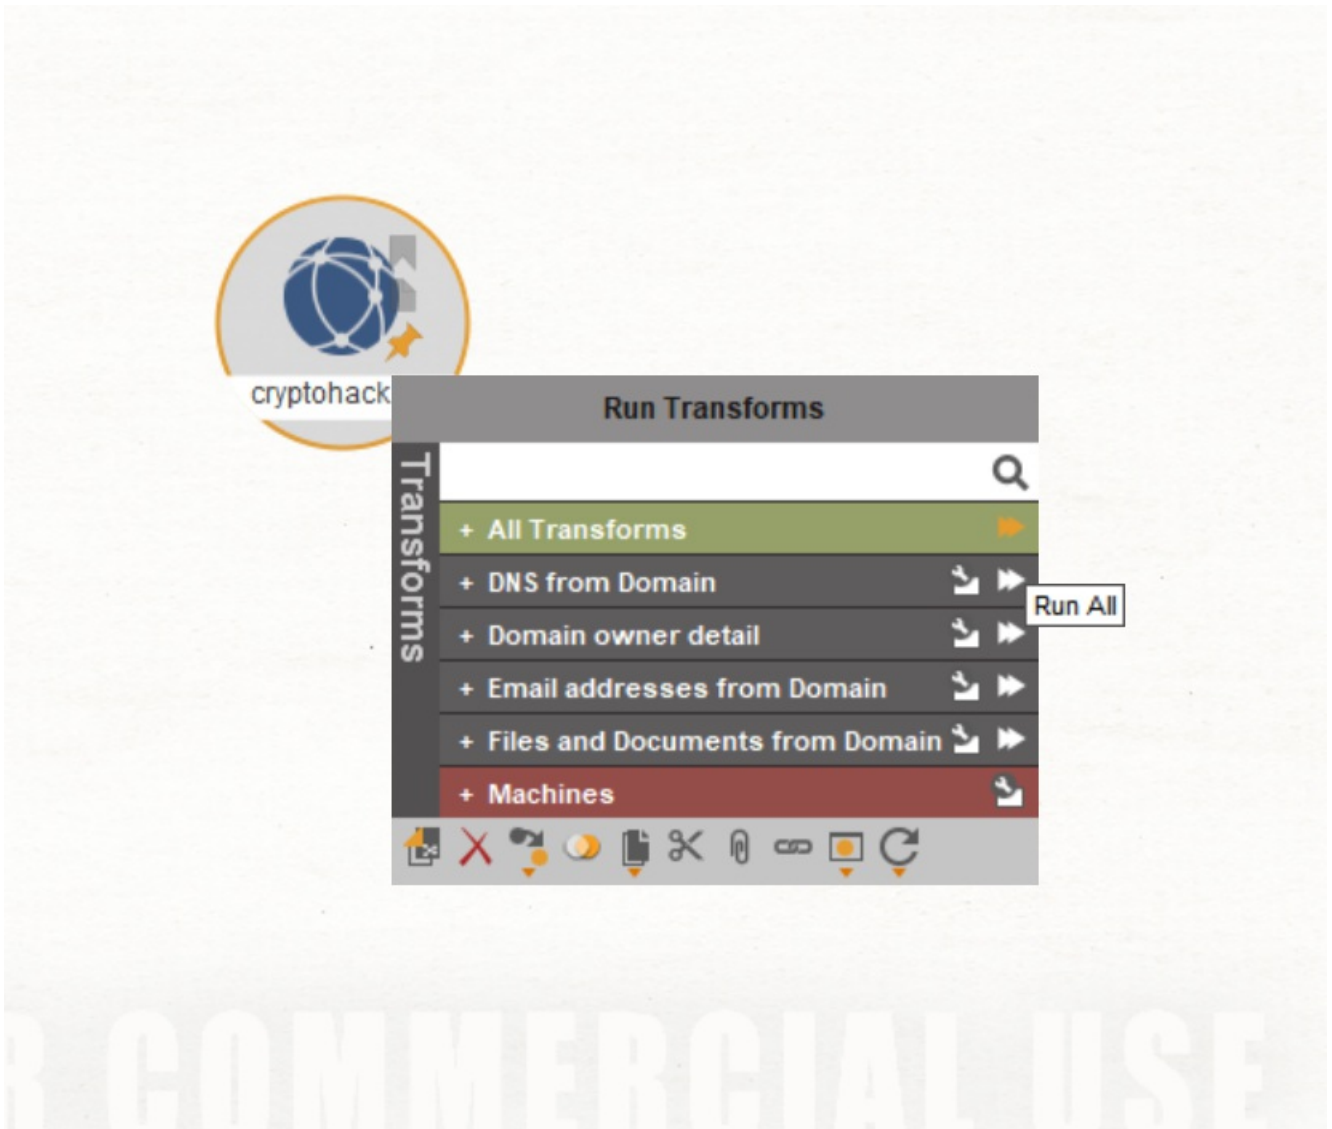 cryptohack
Run Transforms
Transforms
+ All Transforms
+ DNS from Domain
Run All
+ Domain owner detail
+ Email addresses from Domain
+ Files and Documents from Domain
+ Machines
R COMMERCIAL USE